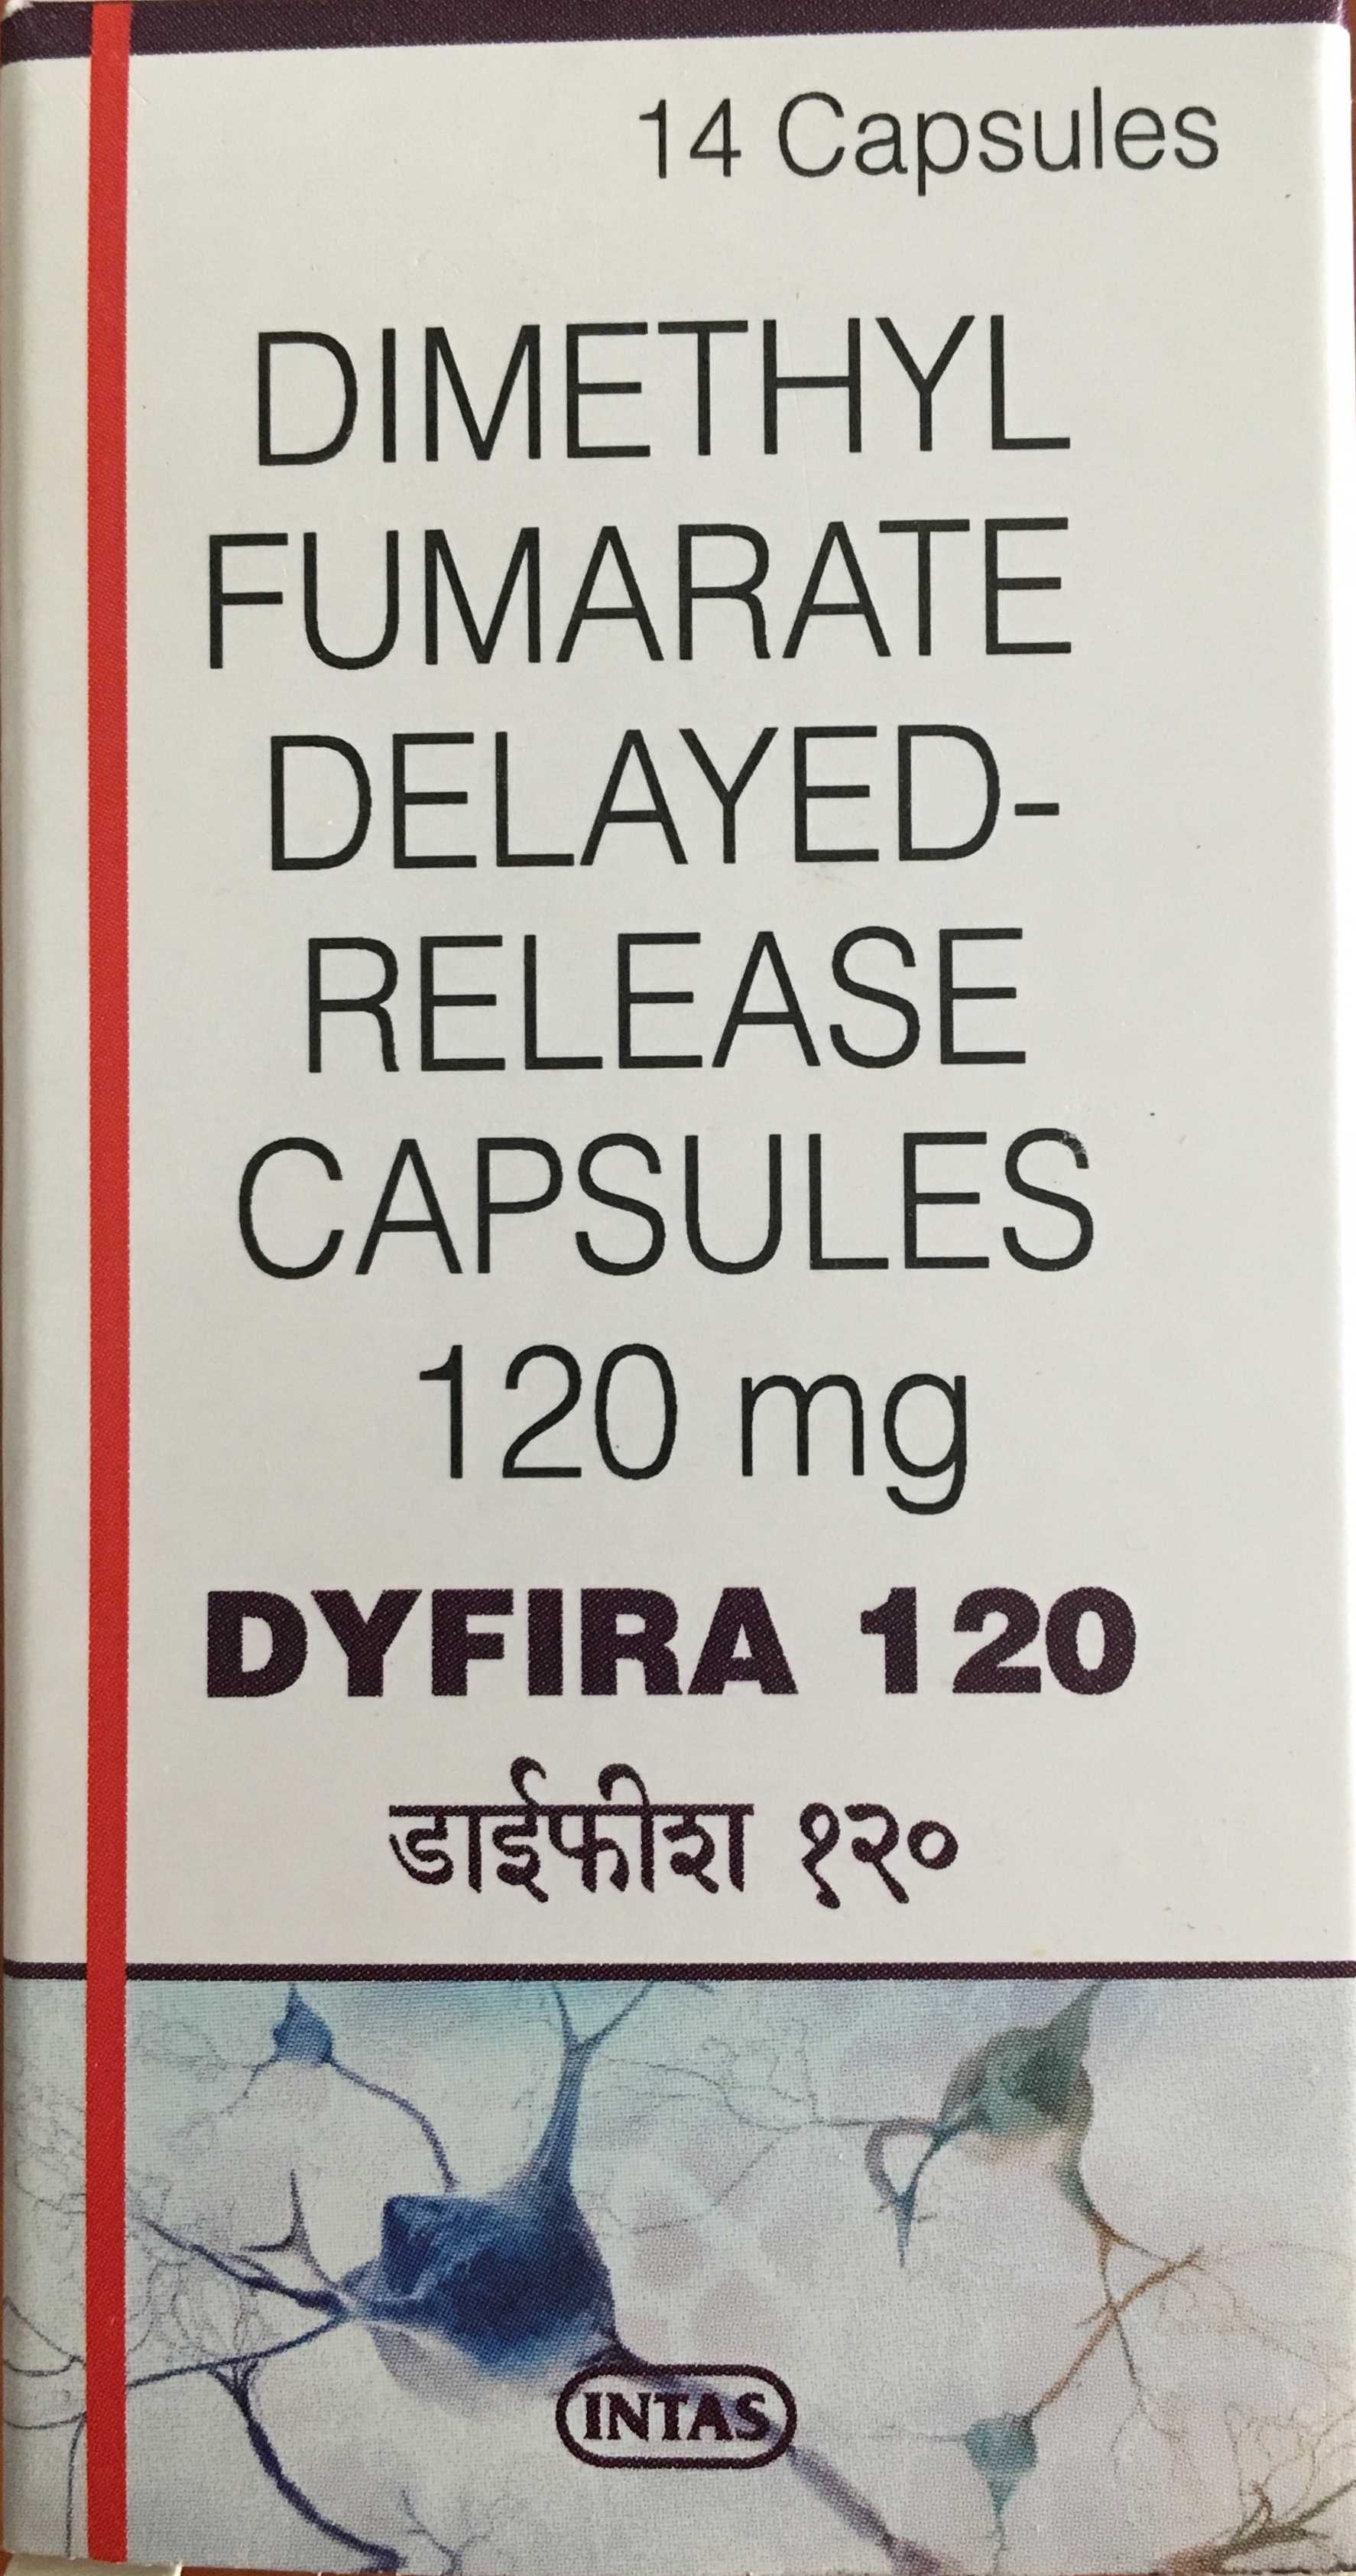 14 Capsules
DIMETHYL
FUMARATE
DELAYED-
RELEASE
CAPSULES
120 mg
DYFIRA 120
डाईफीरा १२०
INTAS